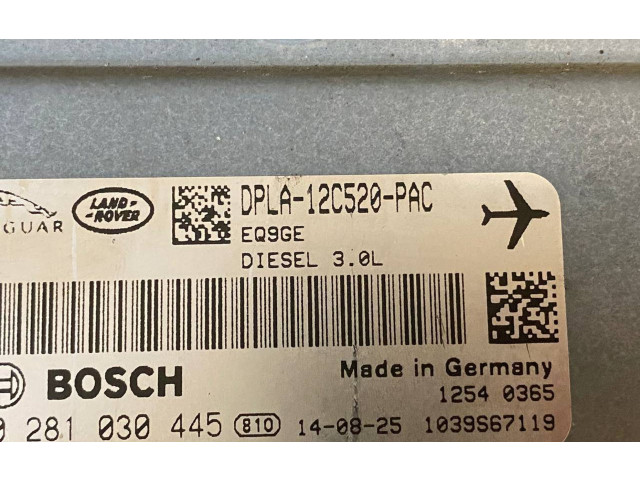 LAND-
-ROVER
GUAR
DPLA-12C520-PAC
EQ9GE
DIESEL 3.0L
BOSCH
Made in Germany
1254 0365
0 281 030 445 810 14-08-25 1039S67119